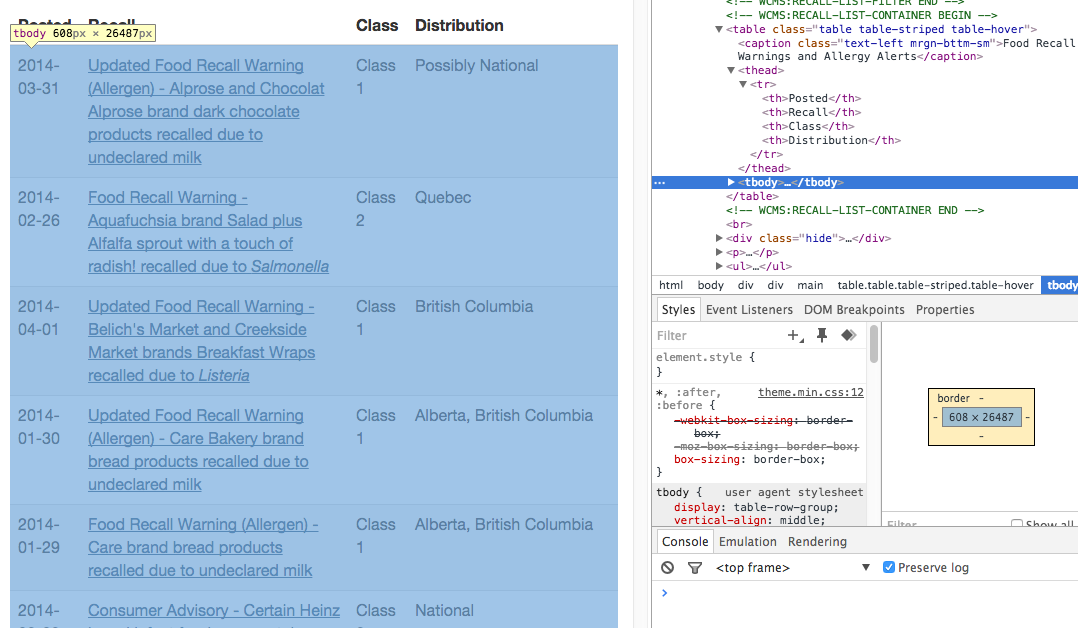 Posted Recall Class Distribution
tbody 608px × 26487px
2014-03-31
Updated Food Recall Warning
(Allergen) - Alprose and Chocolat
Alprose brand dark chocolate
products recalled due to
undeclared milk
Class
1
Possibly National
2014-
02-26
Food Recall Warning -
Aquafuchsia brand Salad plus
Alfalfa sprout with a touch of
radish! recalled due to Salmonella
Class
2
Quebec
2014-
04-01
Updated Food Recall Warning -
Belich's Market and Creekside
Market brands Breakfast Wraps
recalled due to Listeria
Class
1
British Columbia
2014-
01-30
Updated Food Recall Warning
(Allergen) - Care Bakery brand
bread products recalled due to
undeclared milk
Class
1
Alberta, British Columbia
2014-
01-29
Food Recall Warning (Allergen) -
Care brand bread products
recalled due to undeclared milk
Class
1
Alberta, British Columbia
2014-
Consumer Advisory - Certain Heinz
Class
National
<!-- WCMS:RECALL-LIST-FILTER END -->
<!-- WCMS:RECALL-LIST-CONTAINER BEGIN -->
▼<table class="table table-striped table-hover">
<caption class="text-left mrgn-bttm-sm">Food Recall
Warnings and Allergy Alerts</caption>
▼<thead>
▼<tr>
<th>Posted</th>
<th>Recall</th>
<th>Class</th>
<th>Distribution</th>
</tr>
</thead>
… ▶<tbody>…</tbody>
</table>
<!-- WCMS:RECALL-LIST-CONTAINER END -->
<br>
▶<div class="hide">…</div>
▶<p>…</p>
▶<ul>…</ul>
html body div div main table.table.table-striped.table-hover tbody
Styles Event Listeners DOM Breakpoints Properties
Filter
element.style {
}
*, :after, theme.min.css:12
:before {
-webkit-box-sizing: border-
box;
-moz-box-sizing: border-box;
box-sizing: border-box;
}
tbody { user agent stylesheet
display: table-row-group;
vertical-align: middle;
border -
- 608 × 26487 -
-
Filter Show all
Console Emulation Rendering
<top frame> ▼ Preserve log
>